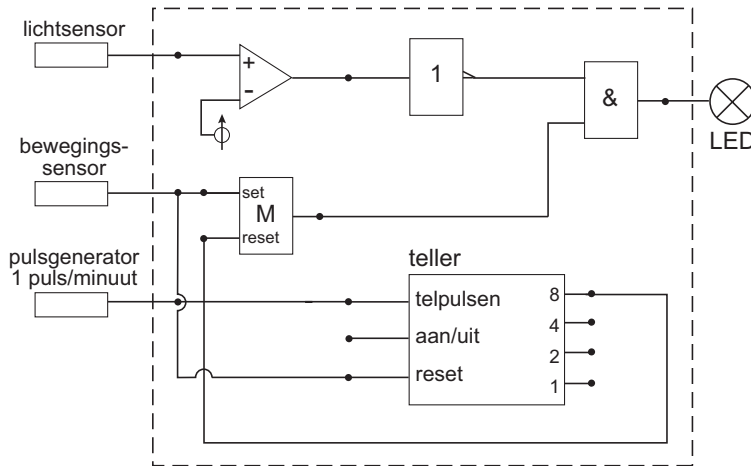 lichtsensor
+
-
1
&
LED
bewegings-
sensor
set
M
reset
pulsgenerator
1 puls/minuut
teller
telpulsen
aan/uit
reset
8
4
2
1